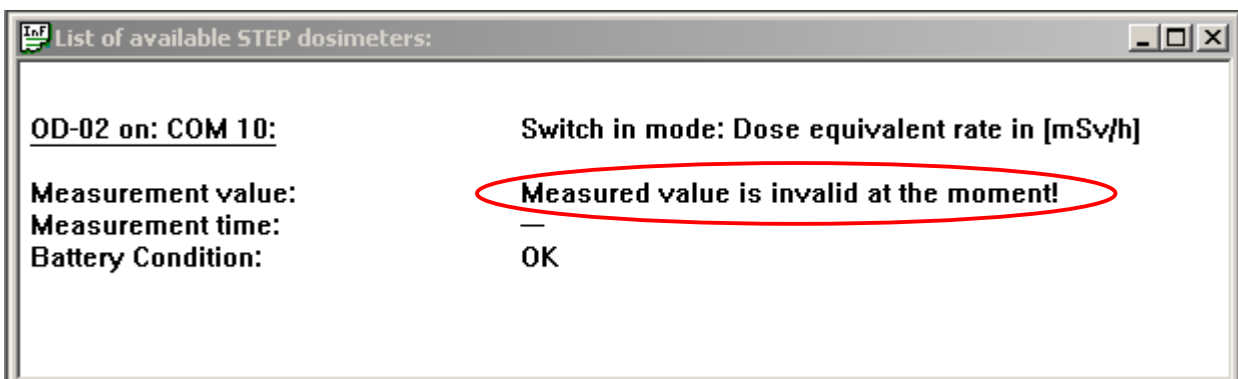 InF List of available STEP dosimeters:
OD-02 on: COM 10: Switch in mode: Dose equivalent rate in [mSv/h]
Measurement value: Measured value is invalid at the moment!
Measurement time: —
Battery Condition: OK